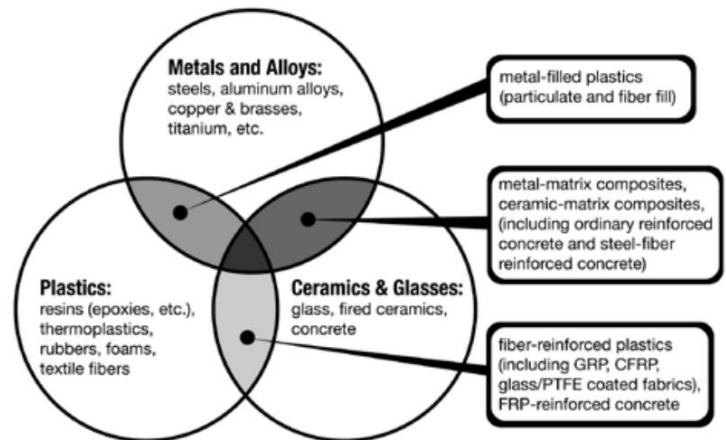 Metals and Alloys:
steels, aluminum alloys,
copper & brasses,
titanium, etc.
metal-filled plastics
(particulate and fiber fill)
metal-matrix composites,
ceramic-matrix composites,
(including ordinary reinforced
concrete and steel-fiber
reinforced concrete)
Plastics:
resins (epoxies, etc.),
thermoplastics,
rubbers, foams,
textile fibers
Ceramics & Glasses:
glass, fired ceramics,
concrete
fiber-reinforced plastics
(including GRP, CFRP,
glass/PTFE coated fabrics),
FRP-reinforced concrete